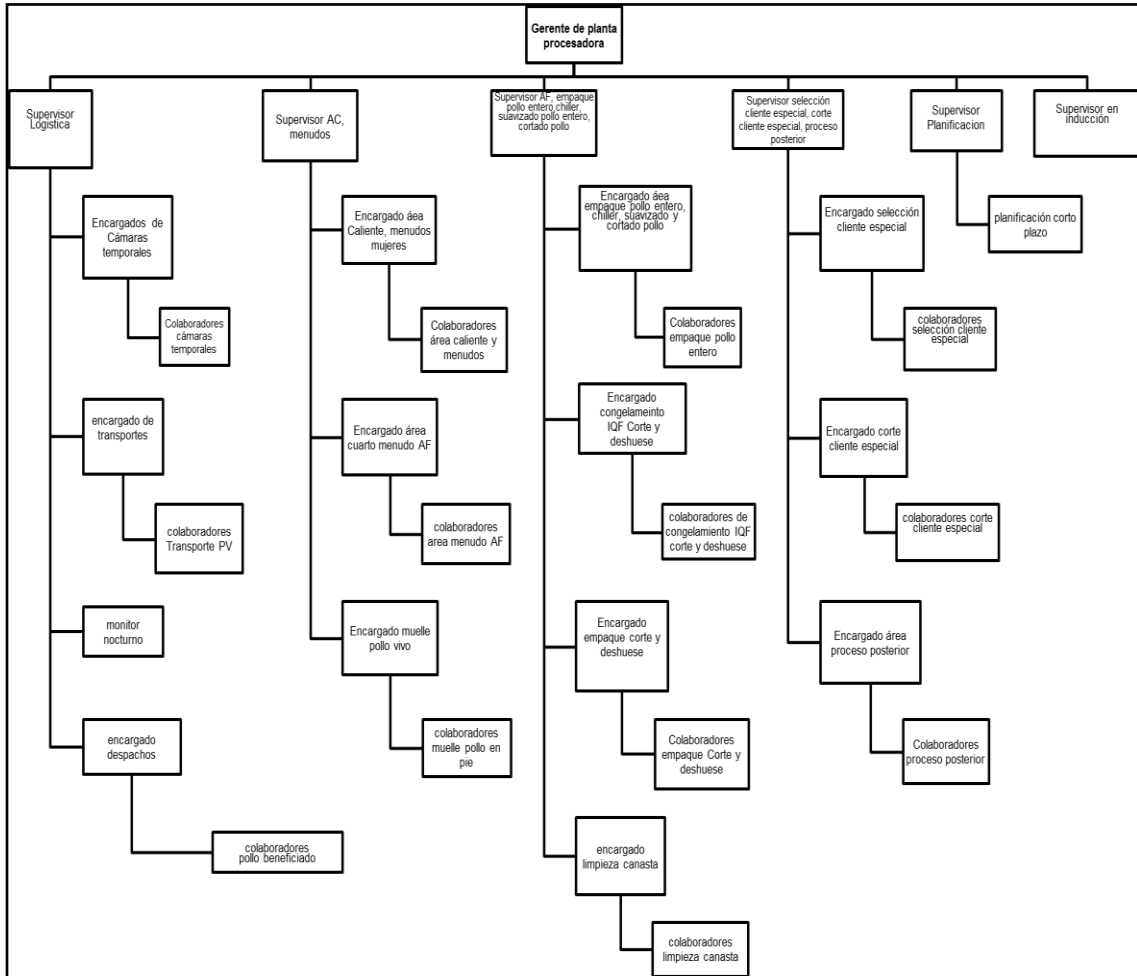 Gerente de planta
procesadora
Supervisor
Logistica
Supervisor AC,
menudos
Supervisor AF, empaque
pollo entero,chiller,
suavizado pollo entero,
cortado pollo
Supervisor selección
cliente especial, corte
cliente especial, proceso
posterior
Supervisor
Planificacion
Supervisor en
inducción
Encargados de
Cámaras
temporales
Colaboradores
cámaras
temporales
encargado de
transportes
colaboradores
Transporte PV
monitor
nocturno
encargado
despachos
colaboradores
pollo beneficiado
Encargado áea
Caliente, menudos
mujeres
Colaboradores
área caliente y
menudos
Encargado área
cuarto menudo AF
colaboradores
area menudo AF
Encargado muelle
pollo vivo
colaboradores
muelle pollo en
pie
Encargado áea
empaque pollo entero,
chiller, suavizado y
cortado pollo
Colaboradores
empaque pollo
entero
Encargado
congelameinto
IQF Corte y
deshuese
colaboradores de
congelamiento IQF
corte y deshuese
Encargado
empaque corte y
deshuese
Colaboradores
empaque Corte y
deshuese
encargado
limpieza canasta
colaboradores
limpieza canasta
Encargado selección
cliente especial
colaboradores
selección cliente
especial
Encargado corte
cliente especial
colaboradores corte
cliente especial
Encargado área
proceso posterior
Colaboradores
proceso posterior
planificación corto
plazo